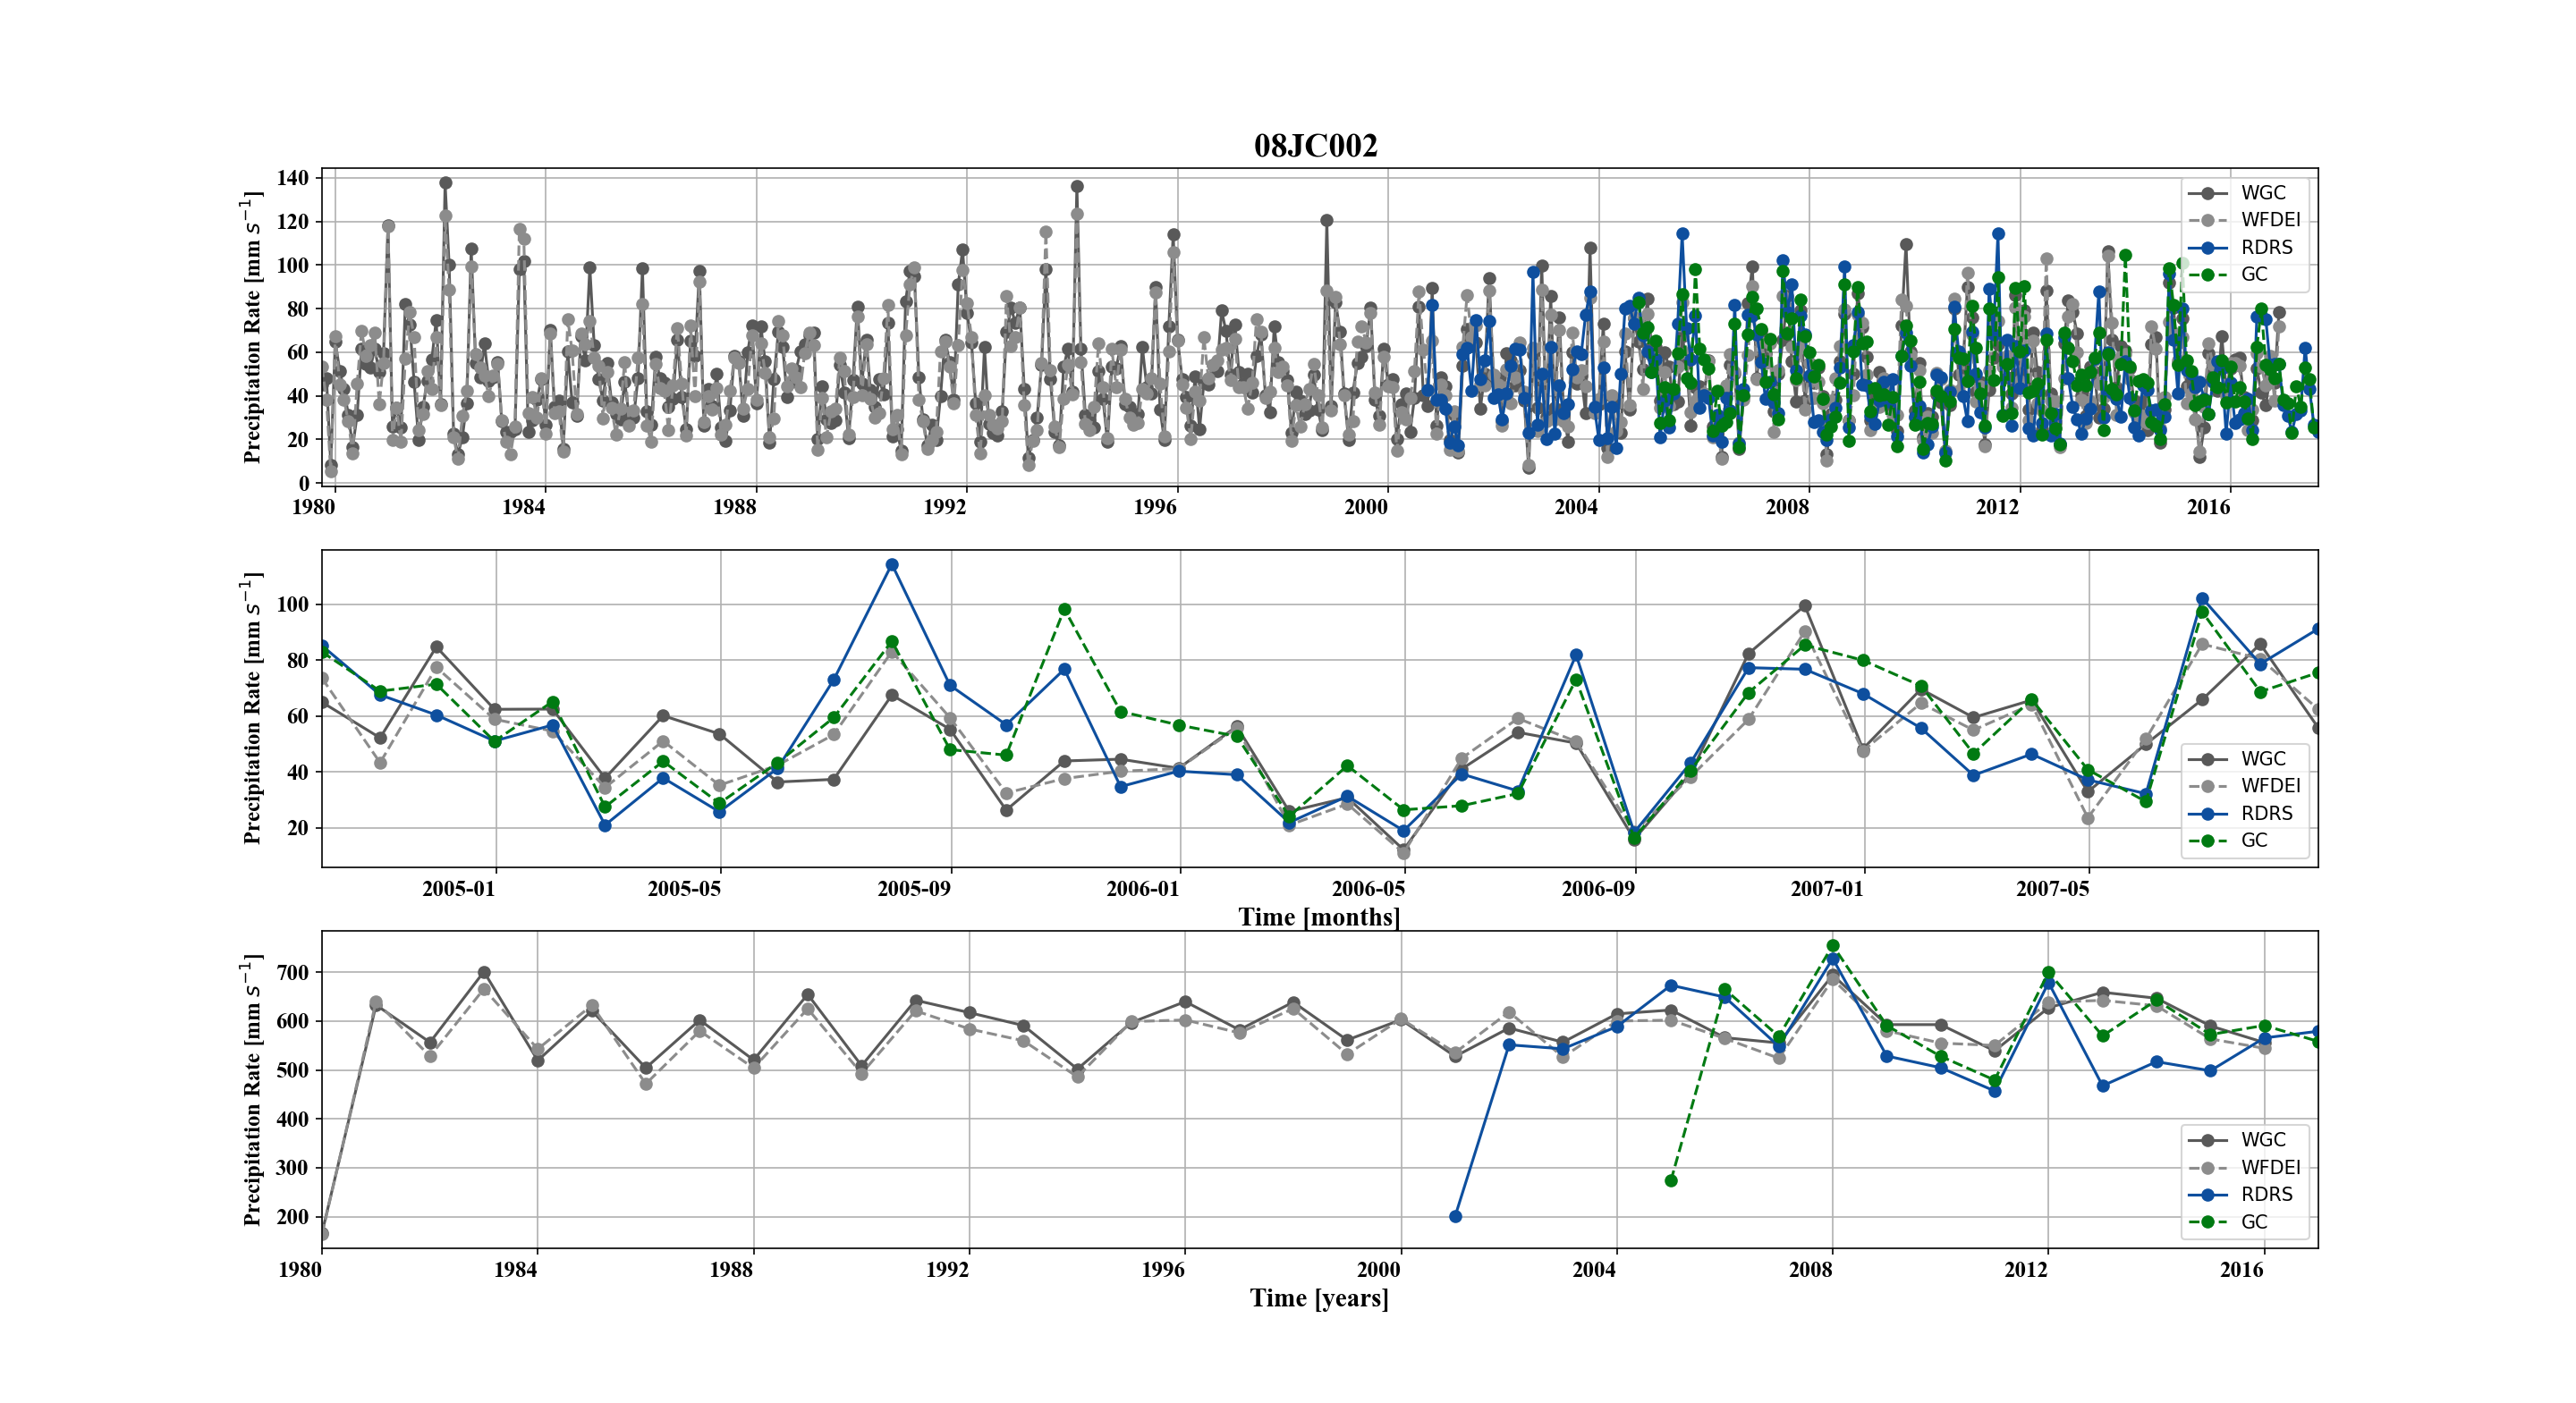 08JC002
Precipitation Rate [mm s⁻¹]
140
120
100
80
60
40
20
0
1980 1984 1988 1992 1996 2000 2004 2008 2012 2016
WGC
WFDEI
RDRS
GC
Precipitation Rate [mm s⁻¹]
100
80
60
40
20
2005-01 2005-05 2005-09 2006-01 2006-05 2006-09 2007-01 2007-05
Time [months]
WGC
WFDEI
RDRS
GC
Precipitation Rate [mm s⁻¹]
700
600
500
400
300
200
1980 1984 1988 1992 1996 2000 2004 2008 2012 2016
Time [years]
WGC
WFDEI
RDRS
GC